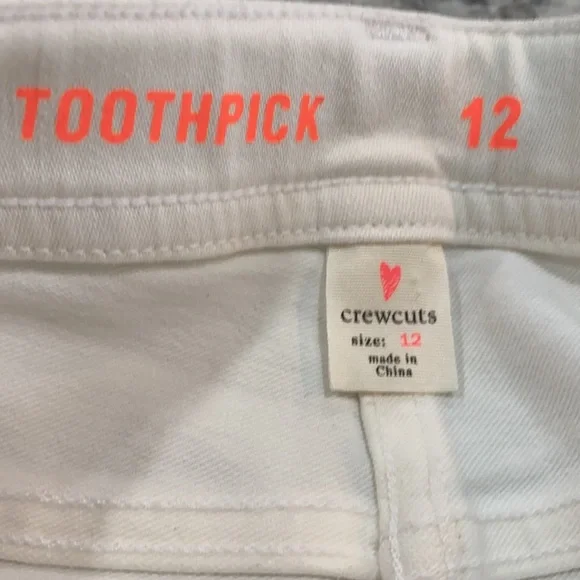 TOOTHPICK 12
crewcuts
size: 12
made in
China